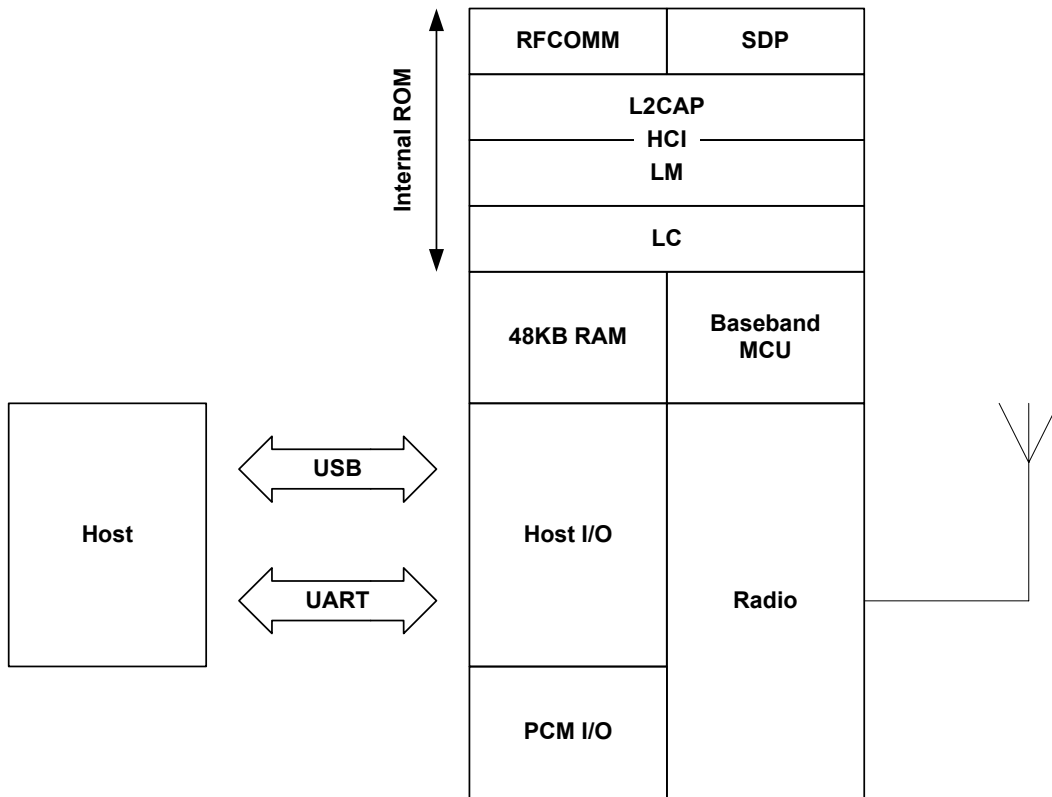 RFCOMM
SDP
Internal ROM
L2CAP
HCI
LM
LC
48KB RAM
Baseband
MCU
USB
Host
Host I/O
UART
Radio
PCM I/O